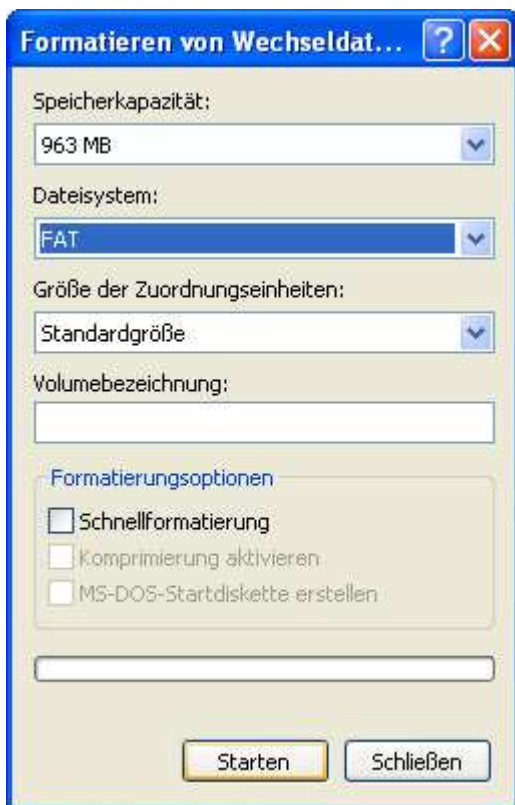 Formatieren von Wechseldat...
Speicherkapazität:
963 MB
Dateisystem:
FAT
Größe der Zuordnungseinheiten:
Standardgröße
Volumebezeichnung:
Formatierungsoptionen
Schnellformatierung
Komprimierung aktivieren
MS-DOS-Startdiskette erstellen
Starten Schließen